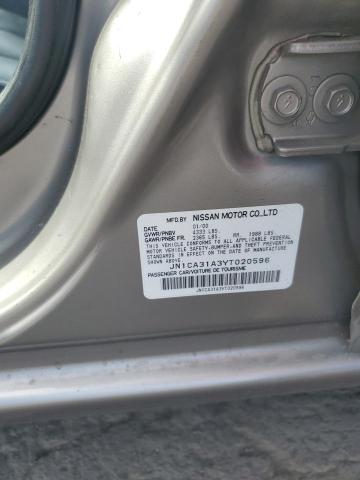 MFD.BY NISSAN MOTOR CO.,LTD
DATE 01/00
GVWR/PNBV 4333 LBS.
GAWR/PNBE FR. 2365 LBS. RR. 1988 LBS
THIS VEHICLE CONFORMS TO ALL APPLICABLE FEDERAL
MOTOR VEHICLE SAFETY,BUMPER,AND THEFT PREVENTION
STANDARDS IN EFFECT ON THE DATE OF MANUFACTURE
SHOWN ABOVE.
JN1CA31A3YT020596
PASSENGER CAR/VOITURE DE TOURISME
JN1CA31A3YT020596